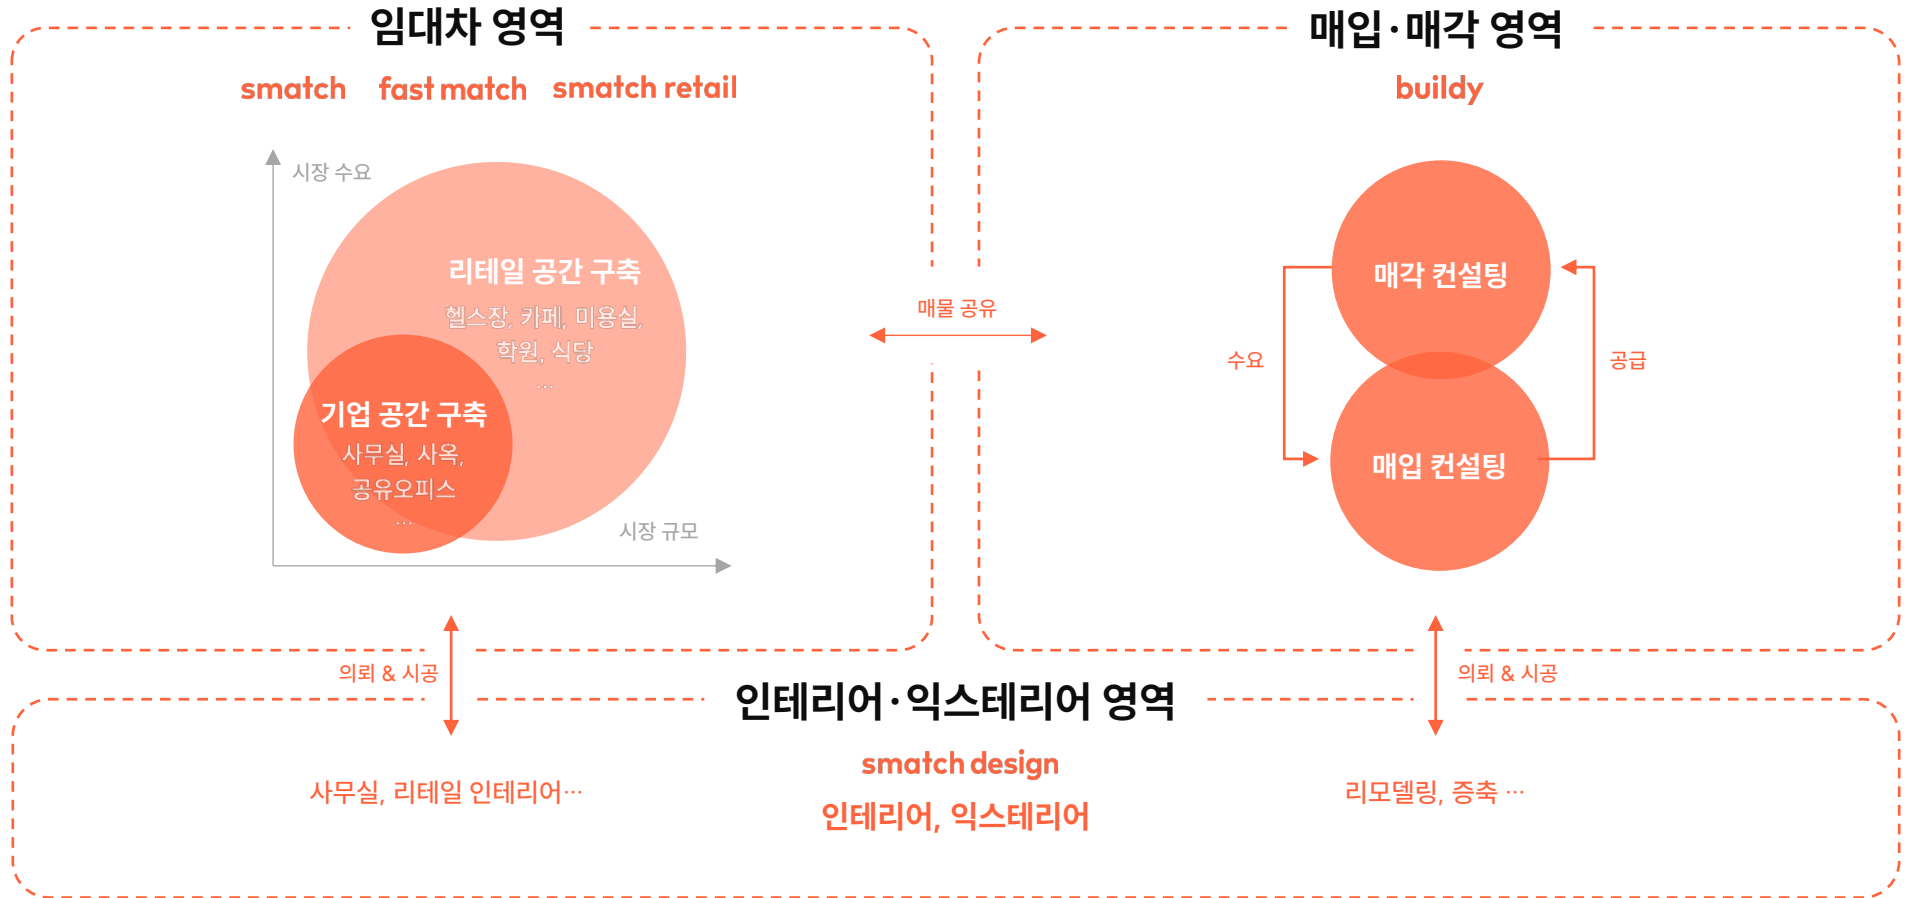 임대차 영역
smatch fast match smatch retail
시장 수요
리테일 공간 구축
헬스장, 카페, 미용실,
학원, 식당
...
기업 공간 구축
사무실, 사옥,
공유오피스
...
시장 규모
매물 공유
매입·매각 영역
buildy
매각 컨설팅
수요
공급
매입 컨설팅
의뢰 & 시공
의뢰 & 시공
인테리어·익스테리어 영역
smatch design
인테리어, 익스테리어
사무실, 리테일 인테리어...
리모델링, 증축 ...